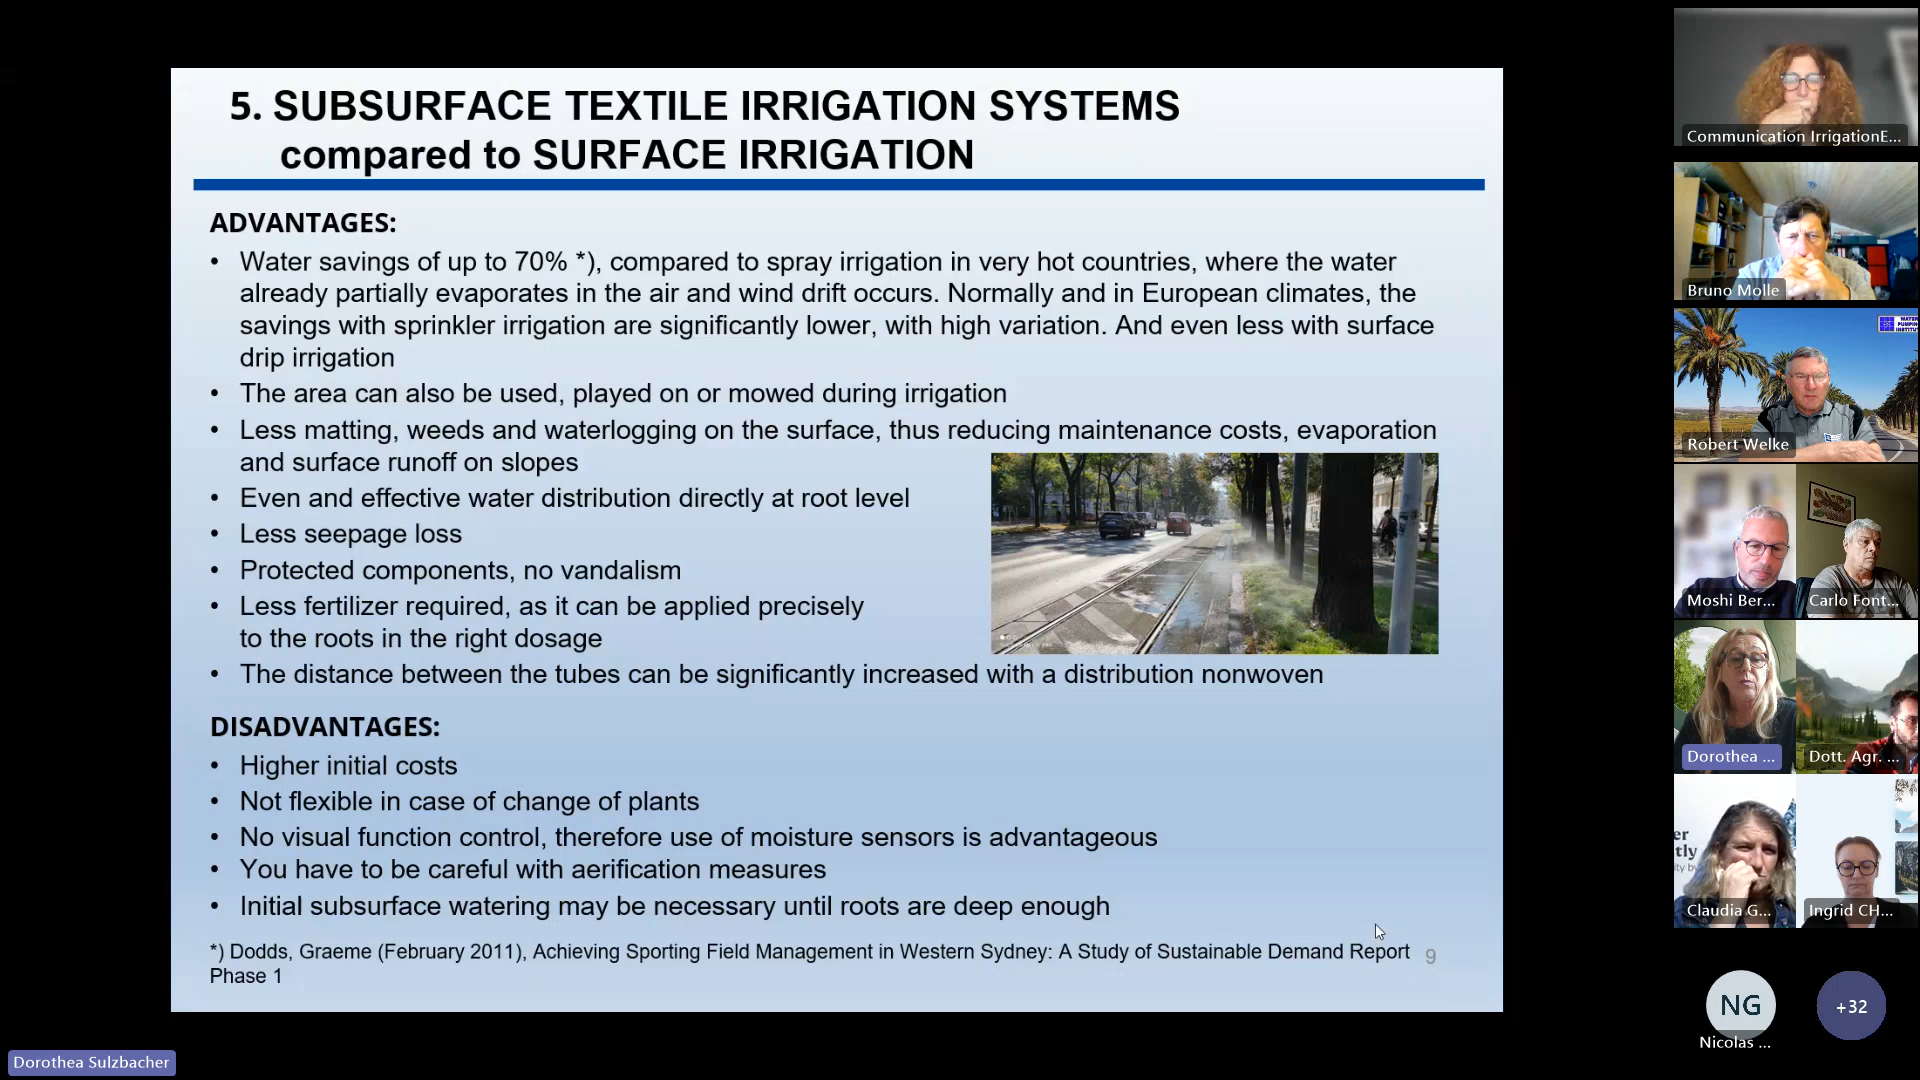 5. SUBSURFACE TEXTILE IRRIGATION SYSTEMS
compared to SURFACE IRRIGATION
ADVANTAGES:
• Water savings of up to 70% *), compared to spray irrigation in very hot countries, where the water
already partially evaporates in the air and wind drift occurs. Normally and in European climates, the
savings with sprinkler irrigation are significantly lower, with high variation. And even less with surface
drip irrigation
• The area can also be used, played on or mowed during irrigation
• Less matting, weeds and waterlogging on the surface, thus reducing maintenance costs, evaporation
and surface runoff on slopes
• Even and effective water distribution directly at root level
• Less seepage loss
• Protected components, no vandalism
• Less fertilizer required, as it can be applied precisely
to the roots in the right dosage
• The distance between the tubes can be significantly increased with a distribution nonwoven
DISADVANTAGES:
• Higher initial costs
• Not flexible in case of change of plants
• No visual function control, therefore use of moisture sensors is advantageous
• You have to be careful with aerification measures
• Initial subsurface watering may be necessary until roots are deep enough
*) Dodds, Graeme (February 2011), Achieving Sporting Field Management in Western Sydney: A Study of Sustainable Demand Report
Phase 1
9
Communication IrrigationE...
Bruno Molle
WATER
PUMPING
INSTITUTE
Robert Welke
Moshi Ber...
Carlo Font...
Dorothea ...
Dott. Agr. ...
er
tly
ity by
Claudia G...
Ingrid CH...
NG
Nicolas ...
+32
Dorothea Sulzbacher